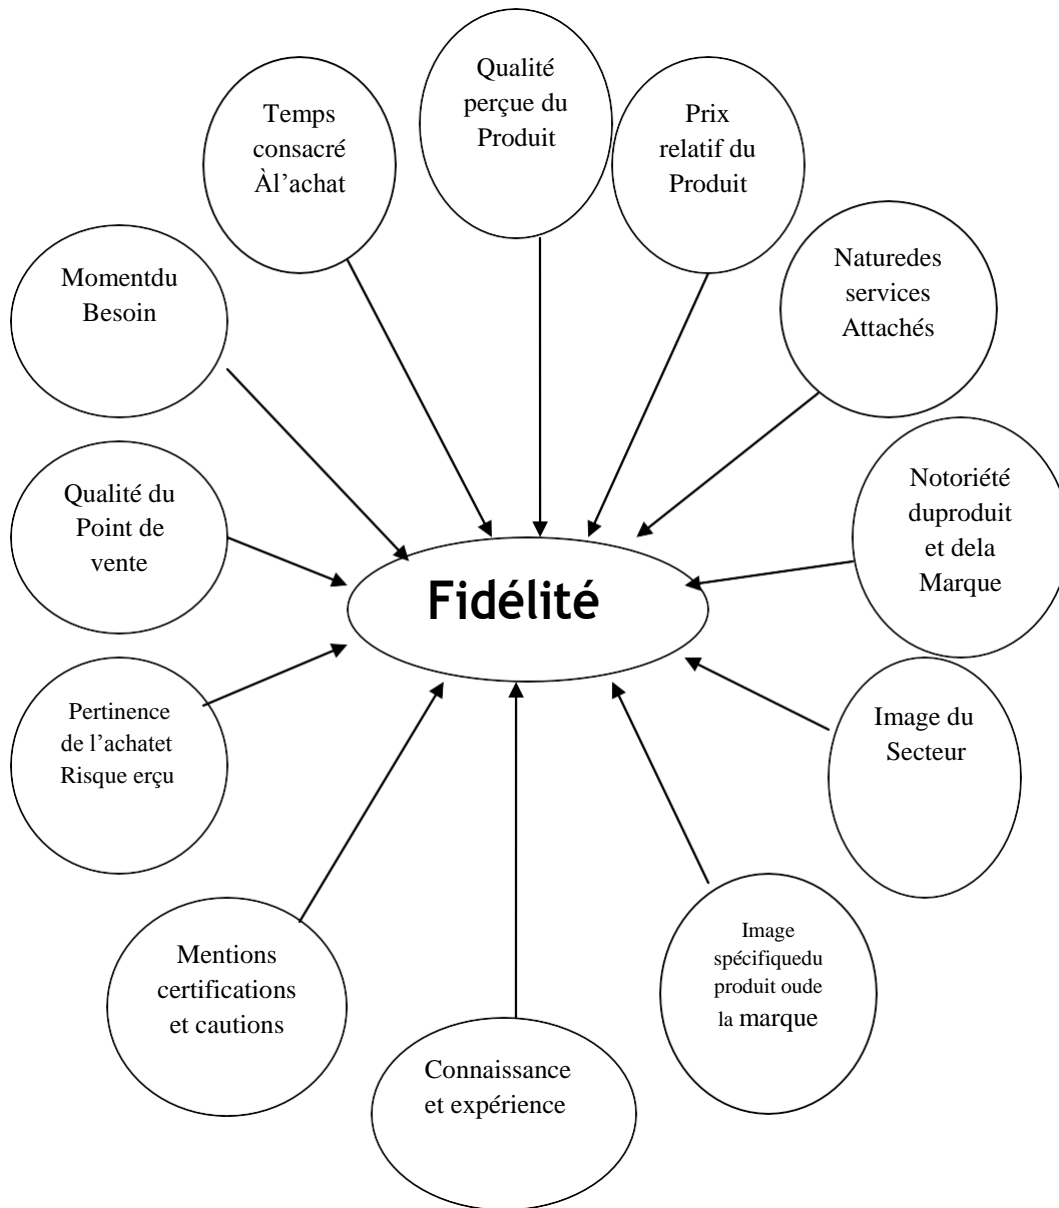 Qualité
perçue du
Produit
Temps
consacré
Àl’achat
Prix
relatif du
Produit
Momentdu
Besoin
Naturedes
services
Attachés
Qualité du
Point de
vente
Notoriété
duproduit
et dela
Marque
Fidélité
Pertinence
de l’achatet
Risque erçu
Image du
Secteur
Mentions
certifications
et cautions
Image
spécifiquedu
produit oude
la marque
Connaissance
et expérience